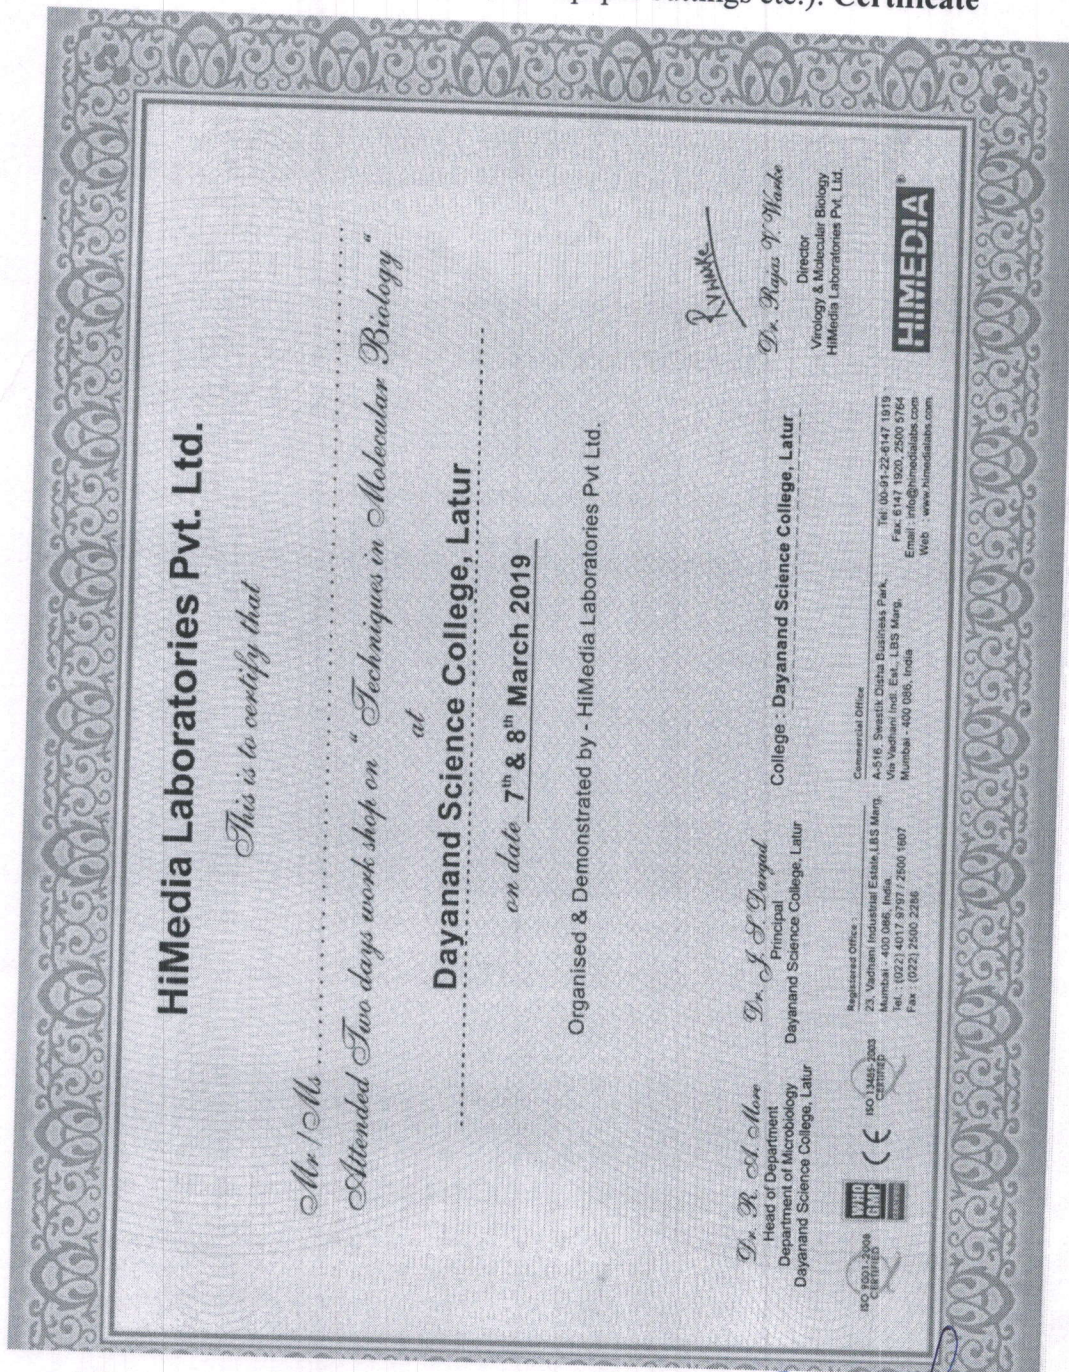 etc.). Certificate
HiMedia Laboratories Pvt. Ltd.
This is to certify that
Mr / Ms ................................................................
Attended Two days work shop on “ Techniques in Molecular Biology “
at
Dayanand Science College, Latur
on date 7th & 8th March 2019
Organised & Demonstrated by - HiMedia Laboratories Pvt Ltd.
RVWarke
Dr. R. A. More
Head of Department
Department of Microbiology
Dayanand Science College, Latur
Dr. J. S. Dargad
Principal
Dayanand Science College, Latur
College : Dayanand Science College, Latur
Dr. Rajas V. Warke
Director
Virology & Molecular Biology
HiMedia Laboratories Pvt. Ltd.
ISO 9001:2008
CERTIFIED
WHO
GMP
CE
ISO 13485:2003
CERTIFIED
Registered Office :
23, Vadhani Industrial Estate,LBS Marg,
Mumbai - 400 086, India
Tel. : (022) 4017 9797 / 2500 1607
Fax : (022) 2500 2286
Commercial Office
A-516, Swastik Disha Business Park,
Via Vadhani Indl. Est., LBS Marg,
Mumbai - 400 086, India
Tel: 00-91-22-6147 1919
Fax: 6147 1920, 2500 5764
Email : info@himedialabs.com
Web : www.himedialabs.com
HIMEDIA®